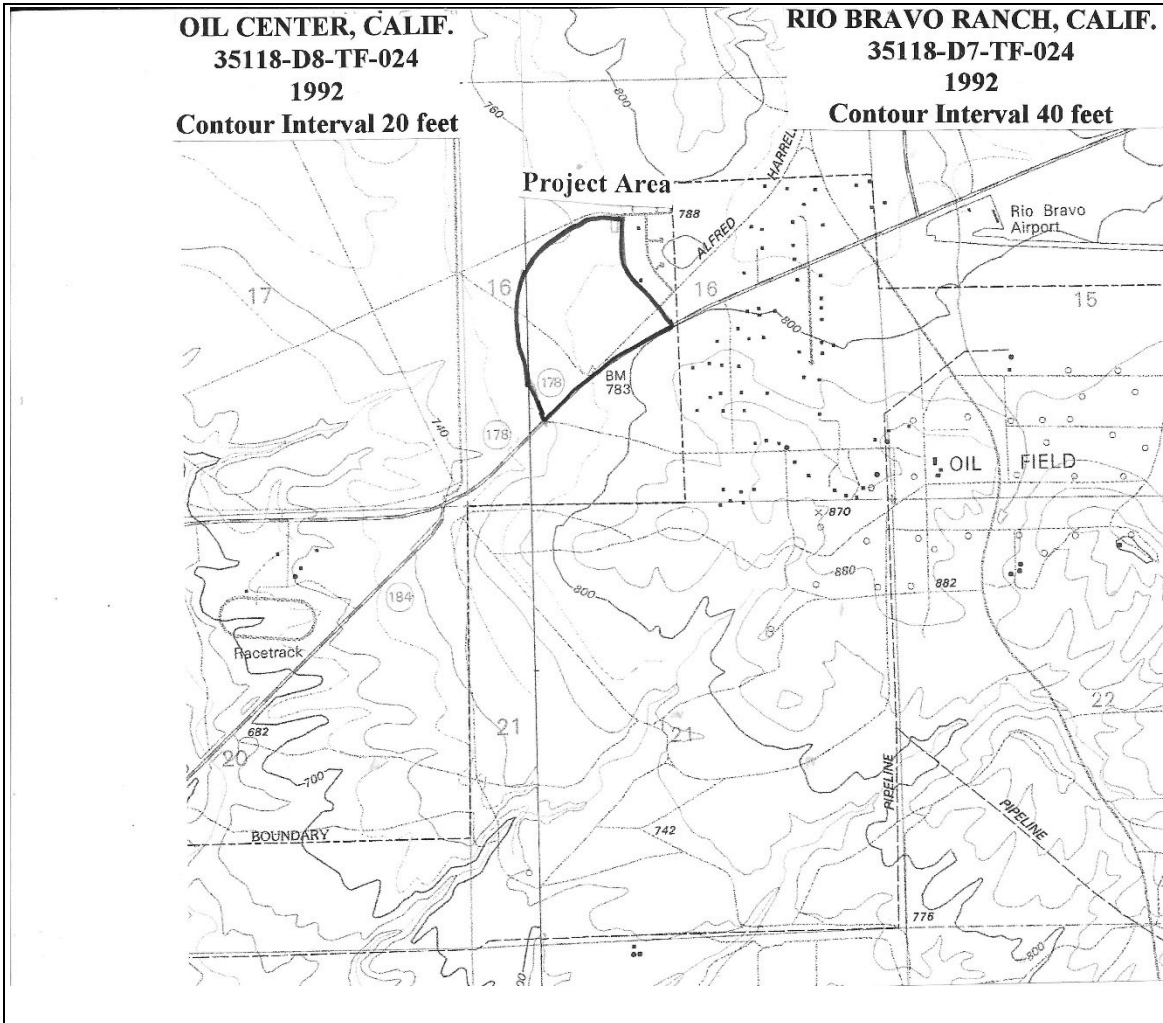 OIL CENTER, CALIF.
35118-D8-TF-024
1992
Contour Interval 20 feet
RIO BRAVO RANCH, CALIF.
35118-D7-TF-024
1992
Contour Interval 40 feet
760
800
HARRELL
Project Area
788
ALFRED
Rio Bravo
Airport
17
16
16
15
800
178
BM
783
740
178
OIL FIELD
870
184
800
880
882
Racetrack
682
20
21
21
22
700
PIPELINE
PIPELINE
BOUNDARY
742
776
800